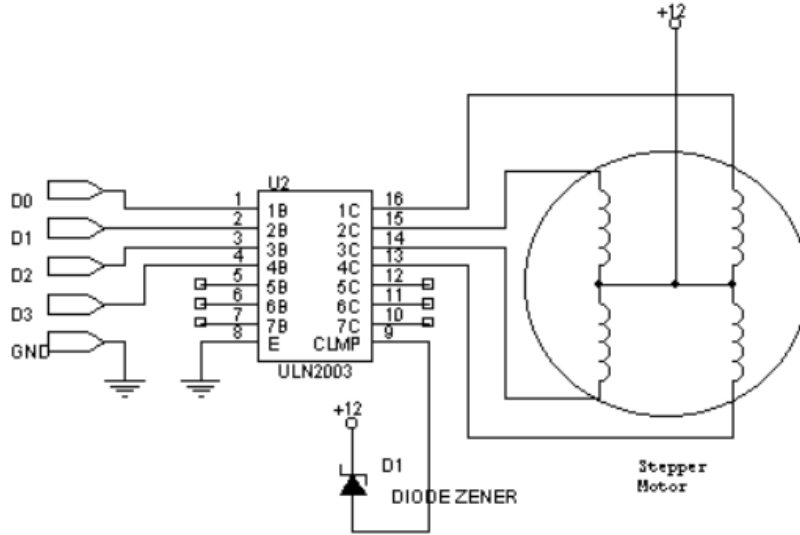 +12
U2
D0
D1
D2
D3
GND
1
2
3
4
5
6
7
8
1B
2B
3B
4B
5B
6B
7B
E
1C
2C
3C
4C
5C
6C
7C
CLMP
16
15
14
13
12
11
10
9
ULN2003
+12
D1
DIODE ZENER
Stepper
Motor